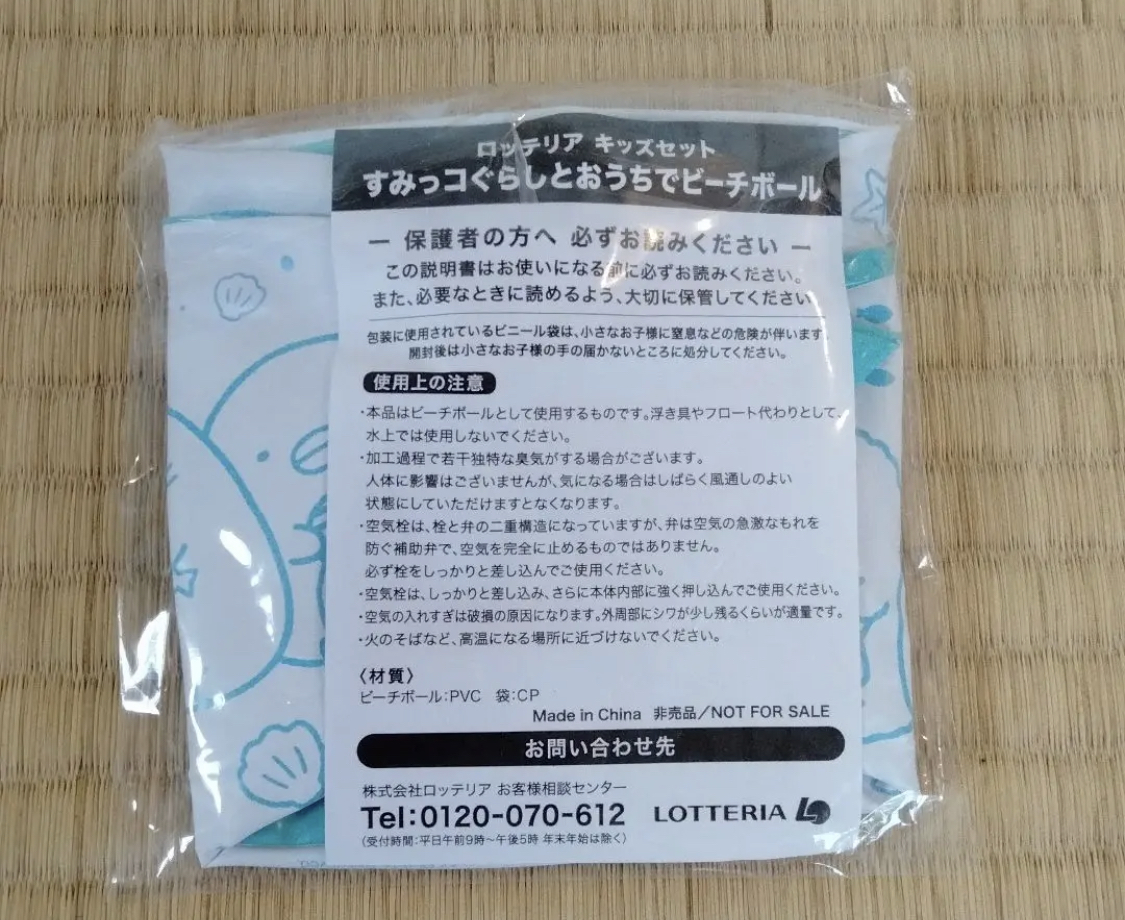 ロッテリア キッズセット
すみっコぐらしとおうちでビーチボール
ー 保護者の方へ 必ずお読みください ー
この説明書はお使いになる前に必ずお読みください。
また、必要なときに読めるよう、大切に保管してください
包装に使用されているビニール袋は、小さなお子様に窒息などの危険が伴います。
開封後は小さなお子様の手の届かないところに処分してください。
使用上の注意
・本品はビーチボールとして使用するものです。浮き具やフロート代わりとして、
水上では使用しないでください。
・加工過程で若干独特な臭気がする場合がございます。
人体に影響はございませんが、気になる場合はしばらく風通しのよい
状態にしていただけますとなくなります。
・空気栓は、栓と弁の二重構造になっていますが、弁は空気の急激なもれを
防ぐ補助弁で、空気を完全に止めるものではありません。
必ず栓をしっかりと差し込んでご使用ください。
・空気栓は、しっかりと差し込み、さらに本体内部に強く押し込んでご使用ください。
・空気の入れすぎは破損の原因になります。外周部にシワが少し残るくらいが適量です。
・火のそばなど、高温になる場所に近づけないでください。
〈材質〉
ビーチボール:PVC 袋:CP
Made in China 非売品／NOT FOR SALE
お問い合わせ先
株式会社ロッテリア お客様相談センター
Tel:0120-070-612 LOTTERIA
(受付時間:平日午前9時〜午後5時 年末年始は除く)